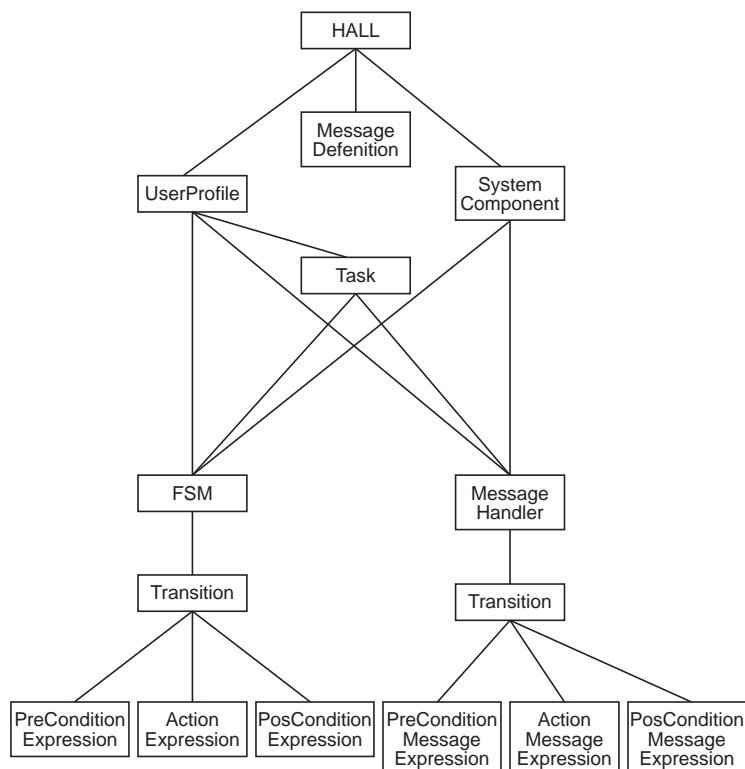 HALL
Message
Defenition
UserProfile
System
Component
Task
FSM
Message
Handler
Transition
Transition
PreCondition
Expression
Action
Expression
PosCondition
Expression
PreCondition
Message
Expression
Action
Message
Expression
PosCondition
Message
Expression